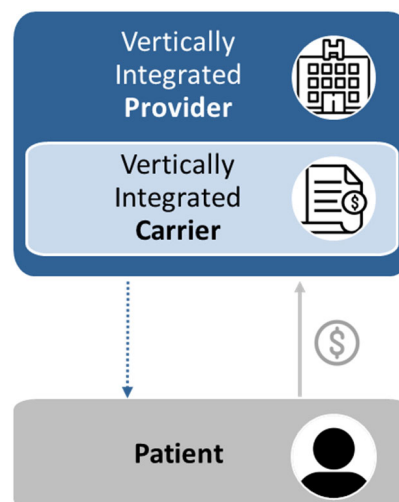 Vertically
Integrated
Provider
Vertically
Integrated
Carrier
$
$
Patient